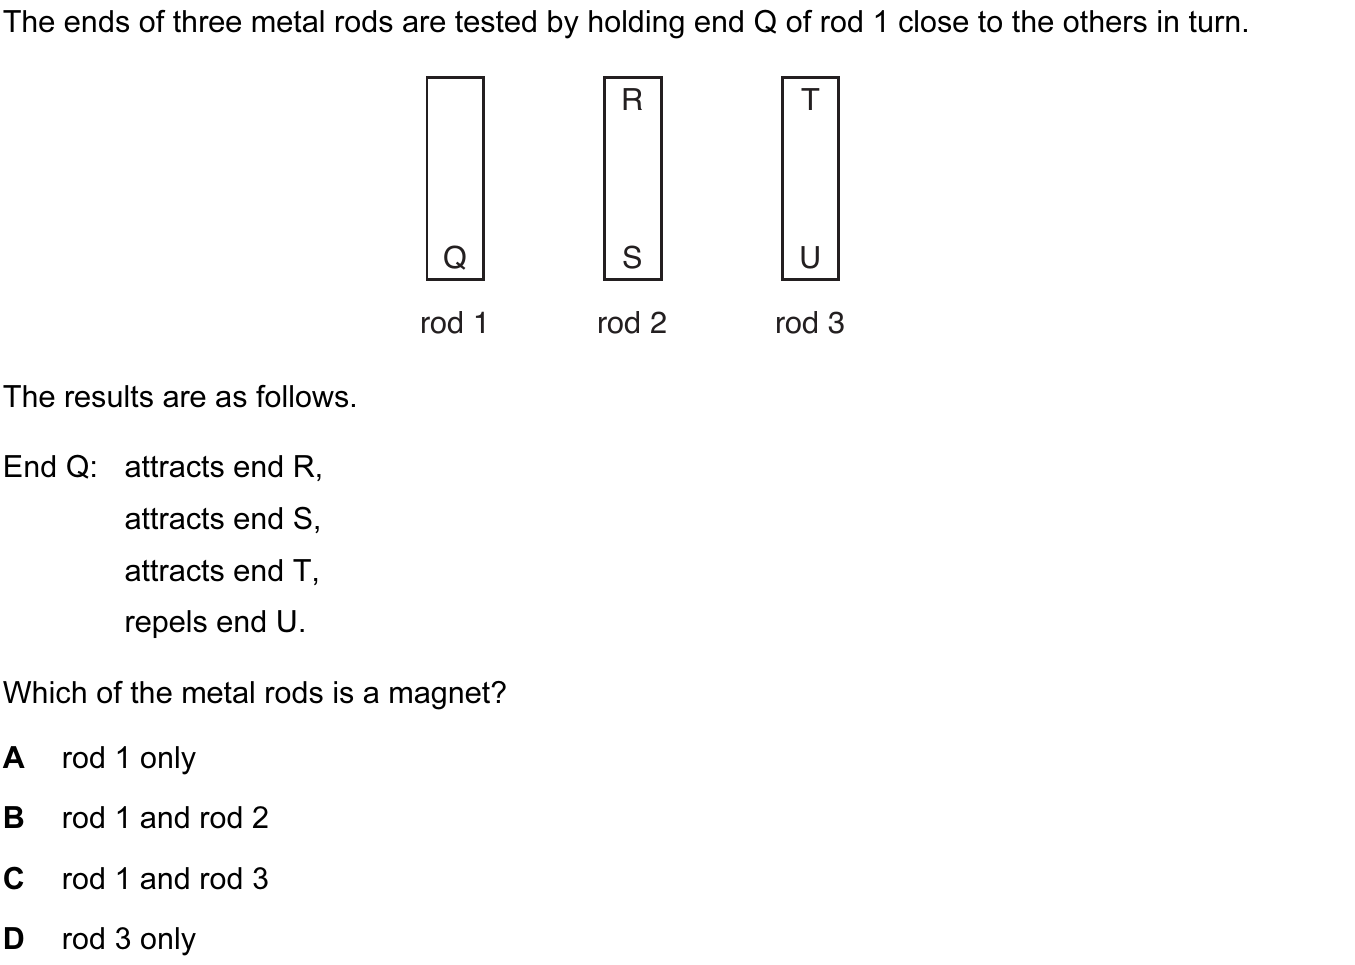 The ends of three metal rods are tested by holding end Q of rod 1 close to the others in turn.
R T
Q S U
rod 1 rod 2 rod 3
The results are as follows.
End Q: attracts end R,
attracts end S,
attracts end T,
repels end U.
Which of the metal rods is a magnet?
A rod 1 only
B rod 1 and rod 2
C rod 1 and rod 3
D rod 3 only